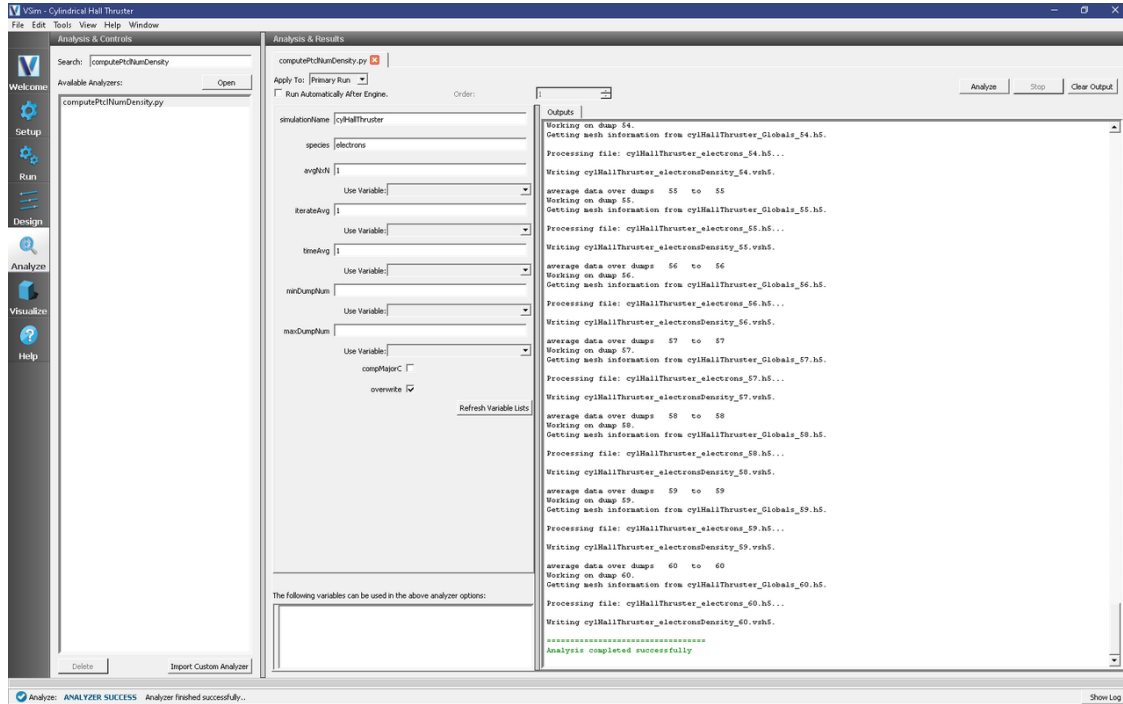 VSim - Cylindrical Hall Thruster
File Edit Tools View Help Window
Analysis & Controls
Analysis & Results
Welcome
Setup
Run
Design
Analyze
Visualize
Help
Search: computePtclNumDensity
Available Analyzers: Open
computePtclNumDensity.py
Delete Import Custom Analyzer
computePtclNumDensity.py
Apply To: Primary Run
Run Automatically After Engine. Order: 1
Analyze Stop Clear Output
simulationName cylHallThruster
species electrons
avgNxN 1
Use Variable:
iterateAvg 1
Use Variable:
timeAvg 1
Use Variable:
minDumpNum
Use Variable:
maxDumpNum
Use Variable:
compMajorC
overwrite
Refresh Variable Lists
The following variables can be used in the above analyzer options:
Outputs
Working on dump 54.
Getting mesh information from cylHallThruster_Globals_54.h5.
Processing file: cylHallThruster_electrons_54.h5...
Writing cylHallThruster_electronsDensity_54.vsh5.
average data over dumps 55 to 55
Working on dump 55.
Getting mesh information from cylHallThruster_Globals_55.h5.
Processing file: cylHallThruster_electrons_55.h5...
Writing cylHallThruster_electronsDensity_55.vsh5.
average data over dumps 56 to 56
Working on dump 56.
Getting mesh information from cylHallThruster_Globals_56.h5.
Processing file: cylHallThruster_electrons_56.h5...
Writing cylHallThruster_electronsDensity_56.vsh5.
average data over dumps 57 to 57
Working on dump 57.
Getting mesh information from cylHallThruster_Globals_57.h5.
Processing file: cylHallThruster_electrons_57.h5...
Writing cylHallThruster_electronsDensity_57.vsh5.
average data over dumps 58 to 58
Working on dump 58.
Getting mesh information from cylHallThruster_Globals_58.h5.
Processing file: cylHallThruster_electrons_58.h5...
Writing cylHallThruster_electronsDensity_58.vsh5.
average data over dumps 59 to 59
Working on dump 59.
Getting mesh information from cylHallThruster_Globals_59.h5.
Processing file: cylHallThruster_electrons_59.h5...
Writing cylHallThruster_electronsDensity_59.vsh5.
average data over dumps 60 to 60
Working on dump 60.
Getting mesh information from cylHallThruster_Globals_60.h5.
Processing file: cylHallThruster_electrons_60.h5...
Writing cylHallThruster_electronsDensity_60.vsh5.
==================================
Analysis completed successfully
Analyze: ANALYZER SUCCESS Analyzer finished successfully..
Show Log